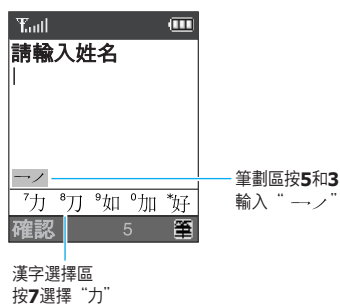 請輸入姓名
一ノ
筆劃區按5和3
輸入“ 一ノ”
7力 8刀 9如 0加 *好
確認 5 筆
漢字選擇區
按7選擇“力”